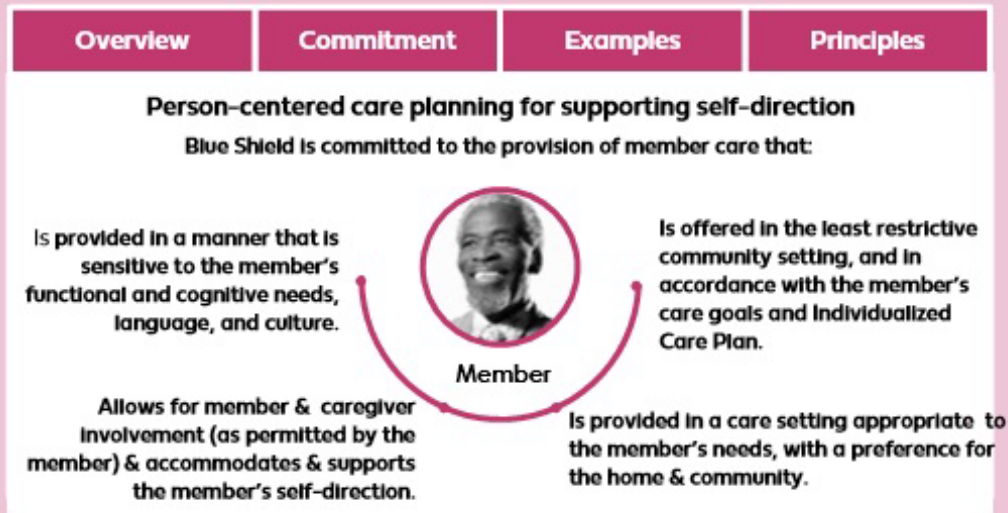 Overview
Commitment
Examples
Principles
Person-centered care planning for supporting self-direction
Blue Shield is committed to the provision of member care that:
Is provided in a manner that is
sensitive to the member's
functional and cognitive needs,
language, and culture.
Allows for member & caregiver
involvement (as permitted by the
member) & accommodates & supports
the member's self-direction.
Member
Is offered in the least restrictive
community setting, and in
accordance with the member's
care goals and Individualized
Care Plan.
Is provided in a care setting appropriate to
the member's needs, with a preference for
the home & community.